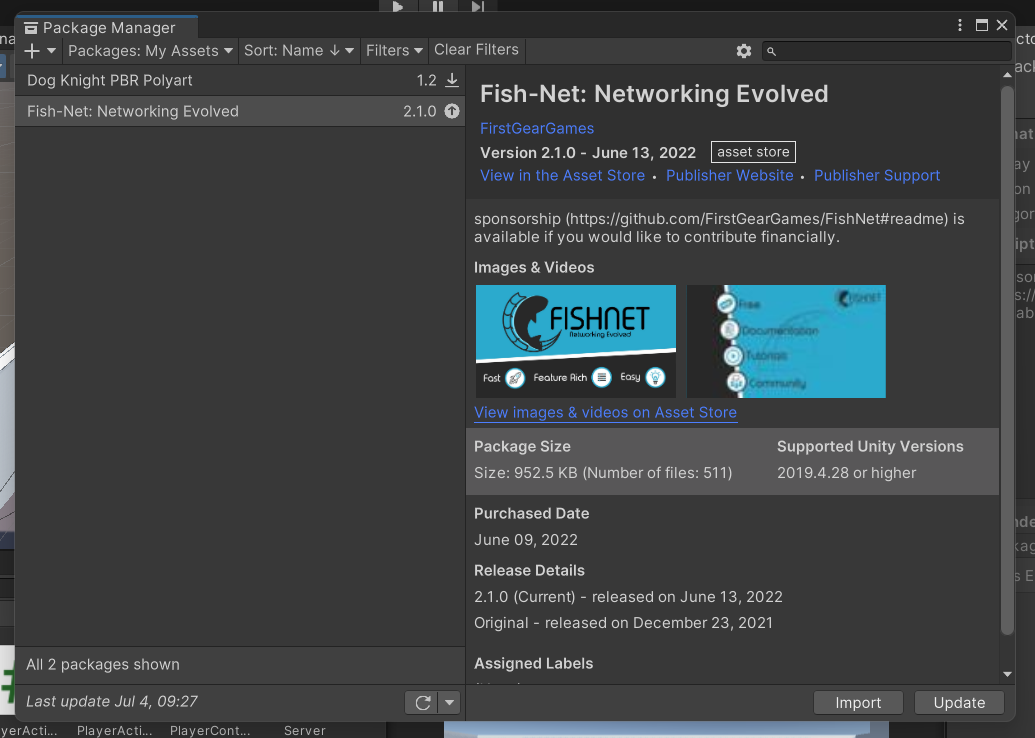 Package Manager
Packages: My Assets
Sort: Name ↓
Filters
Clear Filters
Dog Knight PBR Polyart 1.2
Fish-Net: Networking Evolved 2.1.0
All 2 packages shown
Last update Jul 4, 09:27
Fish-Net: Networking Evolved
FirstGearGames
Version 2.1.0 - June 13, 2022 asset store
View in the Asset Store • Publisher Website • Publisher Support
sponsorship (https://github.com/FirstGearGames/FishNet#readme) is
available if you would like to contribute financially.
Images & Videos
FISHNET
Networking Evolved
Fast Feature Rich Easy
FISHNET
Free
Documentation
Tutorials
Community
View images & videos on Asset Store
Package Size
Size: 952.5 KB (Number of files: 511)
Supported Unity Versions
2019.4.28 or higher
Purchased Date
June 09, 2022
Release Details
2.1.0 (Current) - released on June 13, 2022
Original - released on December 23, 2021
Assigned Labels
Import
Update
yerActi... PlayerActi... PlayerCont... Server